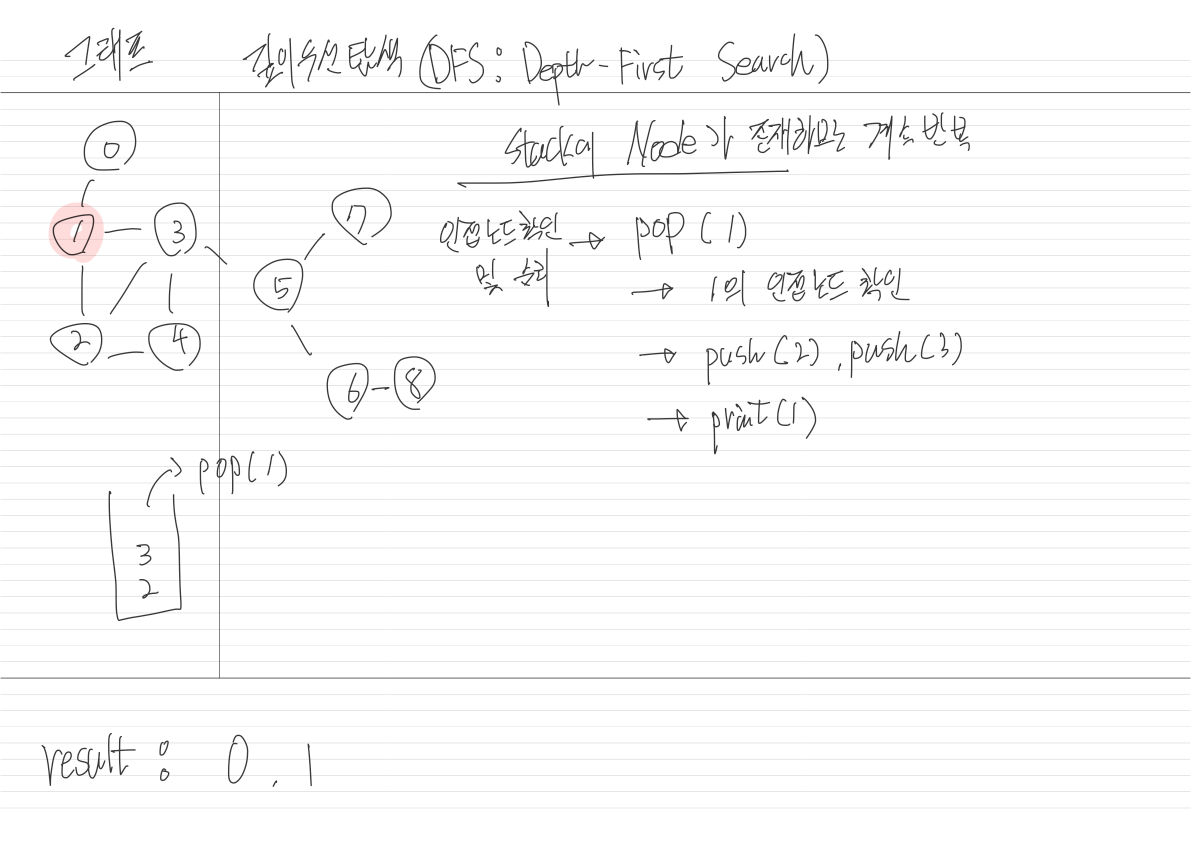 그래프
깊이우선탐색 (DFS: Depth-First Search)
Stack에 Node가 존재하므로 계속 반복
0
1
3
7
5
2
4
6
8
인접노드확인 → pop(1)
및 순회
→ 1의 인접노드 확인
→ push(2), push(3)
→ print(1)
pop(1)
3
2
result : 0, 1